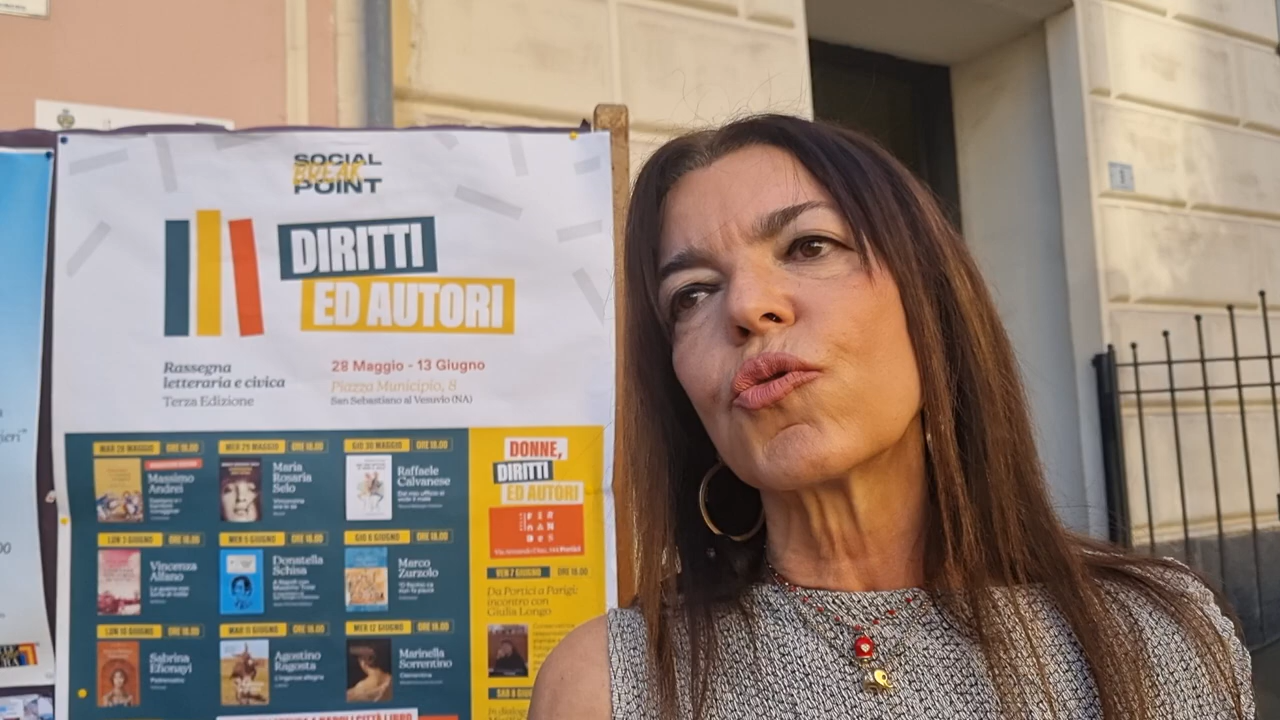 SOCIAL
BREAK
POINT
DIRITTI
ED AUTORI
Rassegna
letteraria e civica
Terza Edizione
28 Maggio - 13 Giugno
Piazza Municipio, 8
San Sebastiano al Vesuvio (NA)
MAR 28 MAGGIO ORE 18.00
Massimo
Andrei
MER 29 MAGGIO ORE 18.00
Maria
Rosaria
Selo
GIO 30 MAGGIO ORE 18.00
Raffaele
Calvanese
LUN 3 GIUGNO ORE 18.00
Vincenza
Alfano
MER 5 GIUGNO ORE 18.00
Donatella
Schisa
GIO 6 GIUGNO ORE 18.00
Marco
Zurzolo
LUN 10 GIUGNO ORE 18.00
Sabrina
Efionayi
MAR 11 GIUGNO ORE 18.00
Agostino
Ragosta
L'ingenua allegria
MER 12 GIUGNO ORE 18.00
Marinella
Sorrentino
Clementina
DONNE,
DIRITTI
ED AUTORI
VEN 7 GIUGNO ORE 18.00
Da Portici a Parigi:
incontro con
Giulia Longo
SAB 8